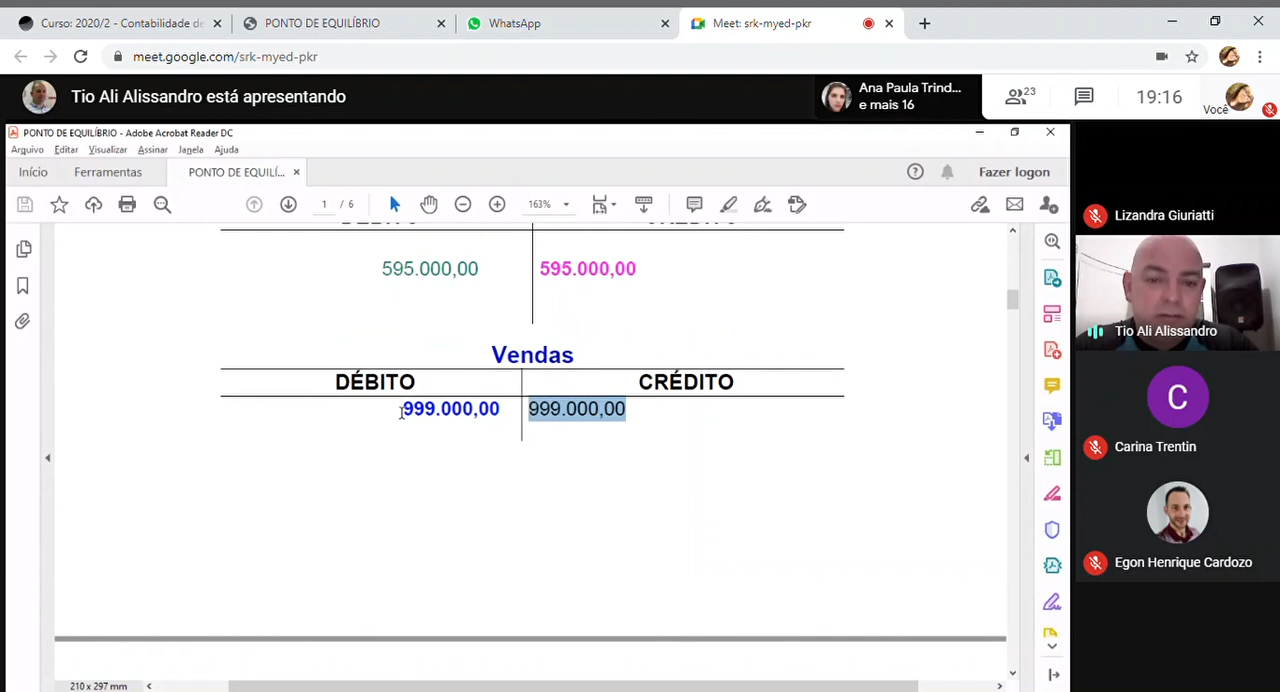 Curso: 2020/2 - Contabilidade de
PONTO DE EQUILÍBRIO
WhatsApp
Meet: srk-myed-pkr
meet.google.com/srk-myed-pkr
Tio Ali Alissandro está apresentando
Ana Paula Trind...
e mais 16
23
19:16
Você
PONTO DE EQUILÍBRIO - Adobe Acrobat Reader DC
Arquivo Editar Visualizar Assinar Janela Ajuda
Início Ferramentas PONTO DE EQUILÍ... Fazer logon
1 / 6 163%
DÉBITO CRÉDITO
595.000,00 595.000,00
Vendas
DÉBITO CRÉDITO
999.000,00 999.000,00
210 x 297 mm
Lizandra Giuriatti
Tio Ali Alissandro
C
Carina Trentin
Egon Henrique Cardozo